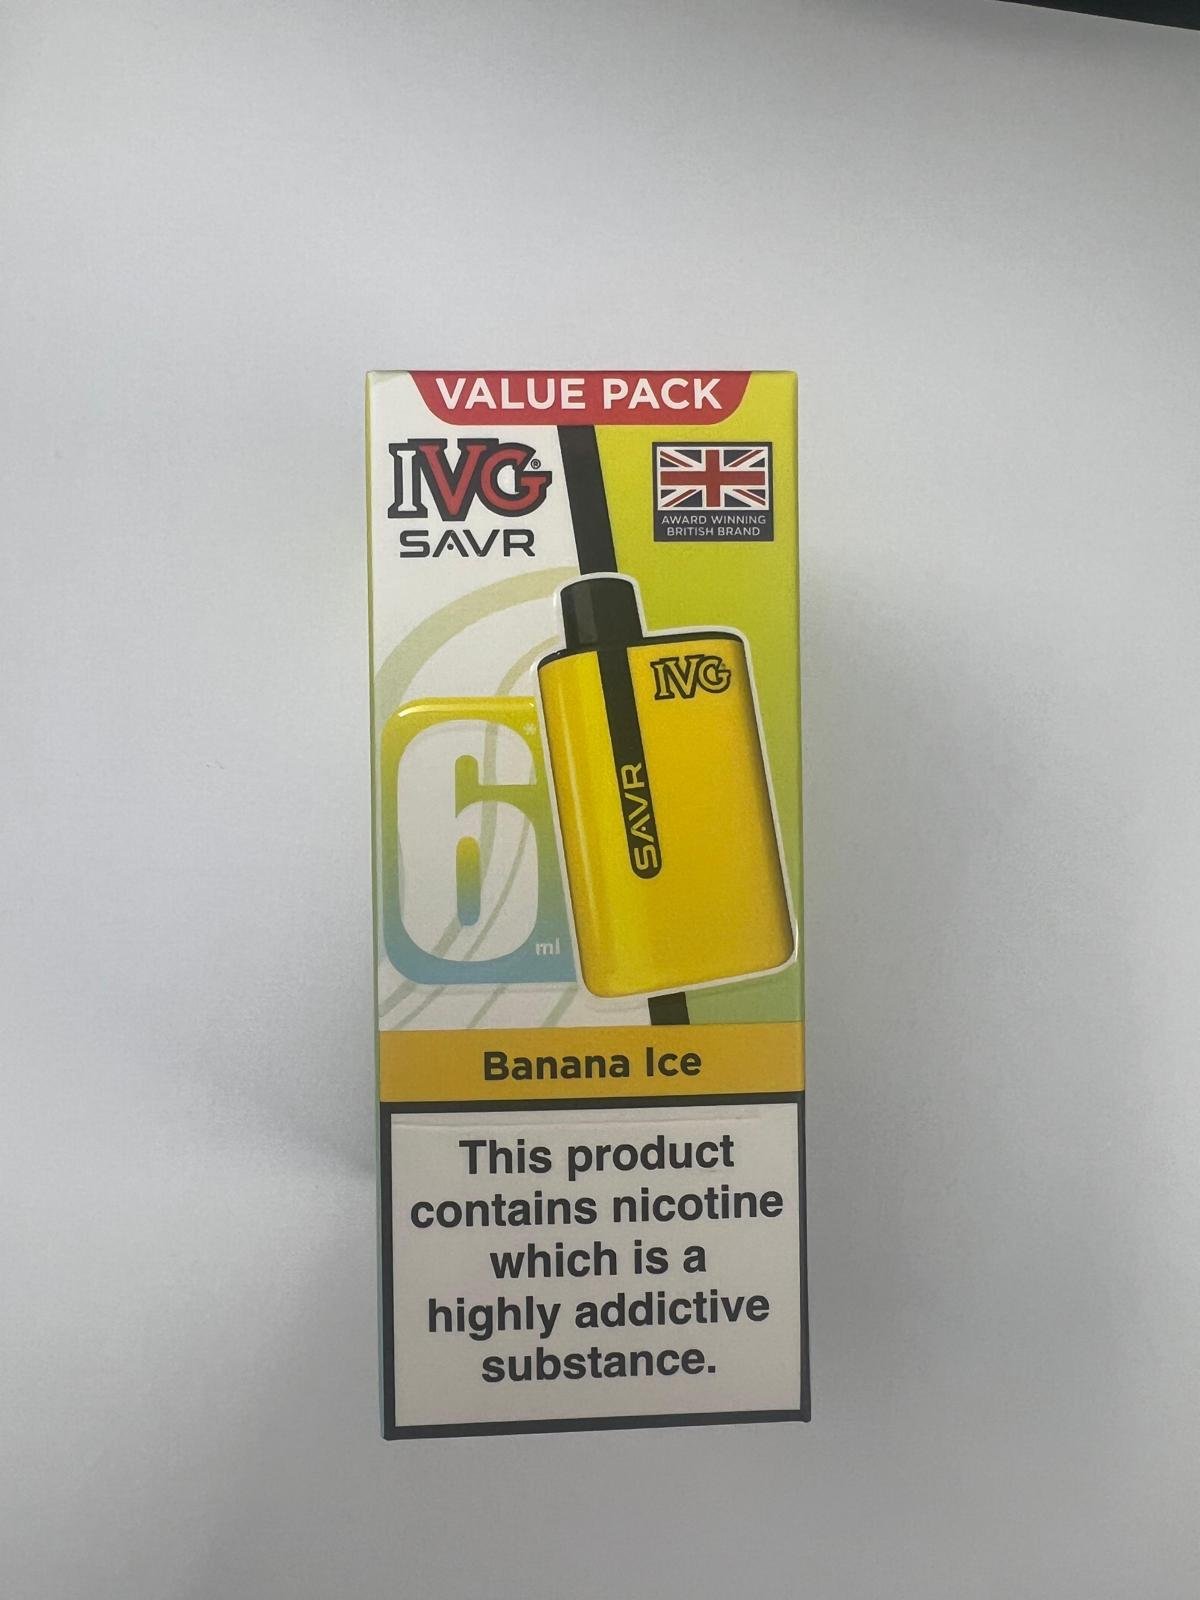 VALUE PACK
IVG®
SAVR
AWARD WINNING
BRITISH BRAND
IVG
SAVR
6*
ml
Banana Ice
This product
contains nicotine
which is a
highly addictive
substance.